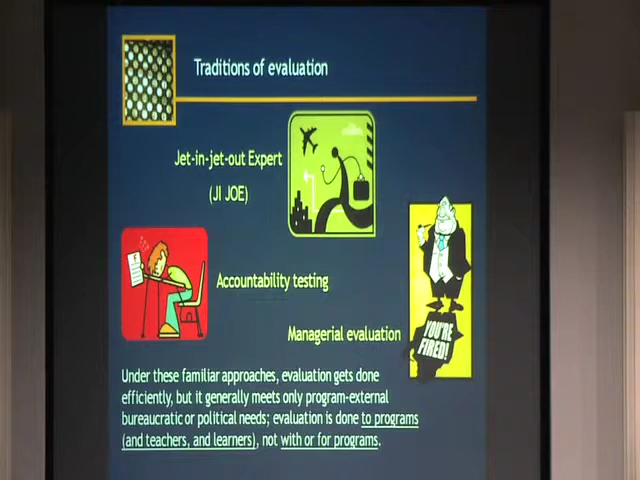 Traditions of evaluation
Jet-in-jet-out Expert
(JI JOE)
Accountability testing
Managerial evaluation
YOU'RE
FIRED!
Under these familiar approaches, evaluation gets done
efficiently, but it generally meets only program-external
bureaucratic or political needs; evaluation is done to programs
(and teachers, and learners), not with or for programs.